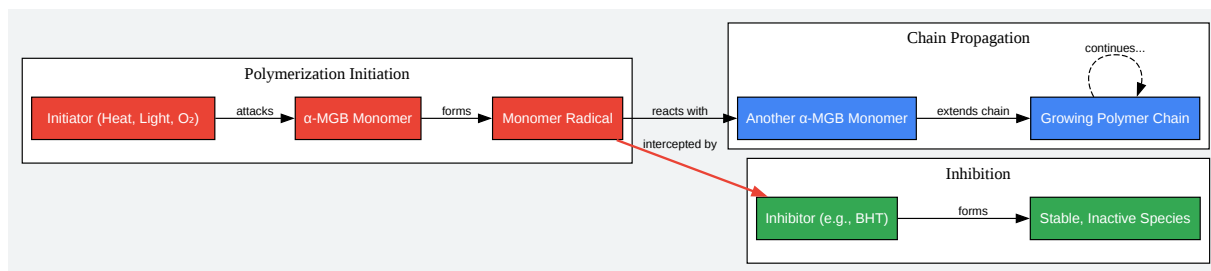 Polymerization Initiation
Initiator (Heat, Light, O₂)
attacks
α-MGB Monomer
forms
Monomer Radical
reacts with
intercepted by
Chain Propagation
continues...
Another α-MGB Monomer
extends chain
Growing Polymer Chain
Inhibition
Inhibitor (e.g., BHT)
forms
Stable, Inactive Species